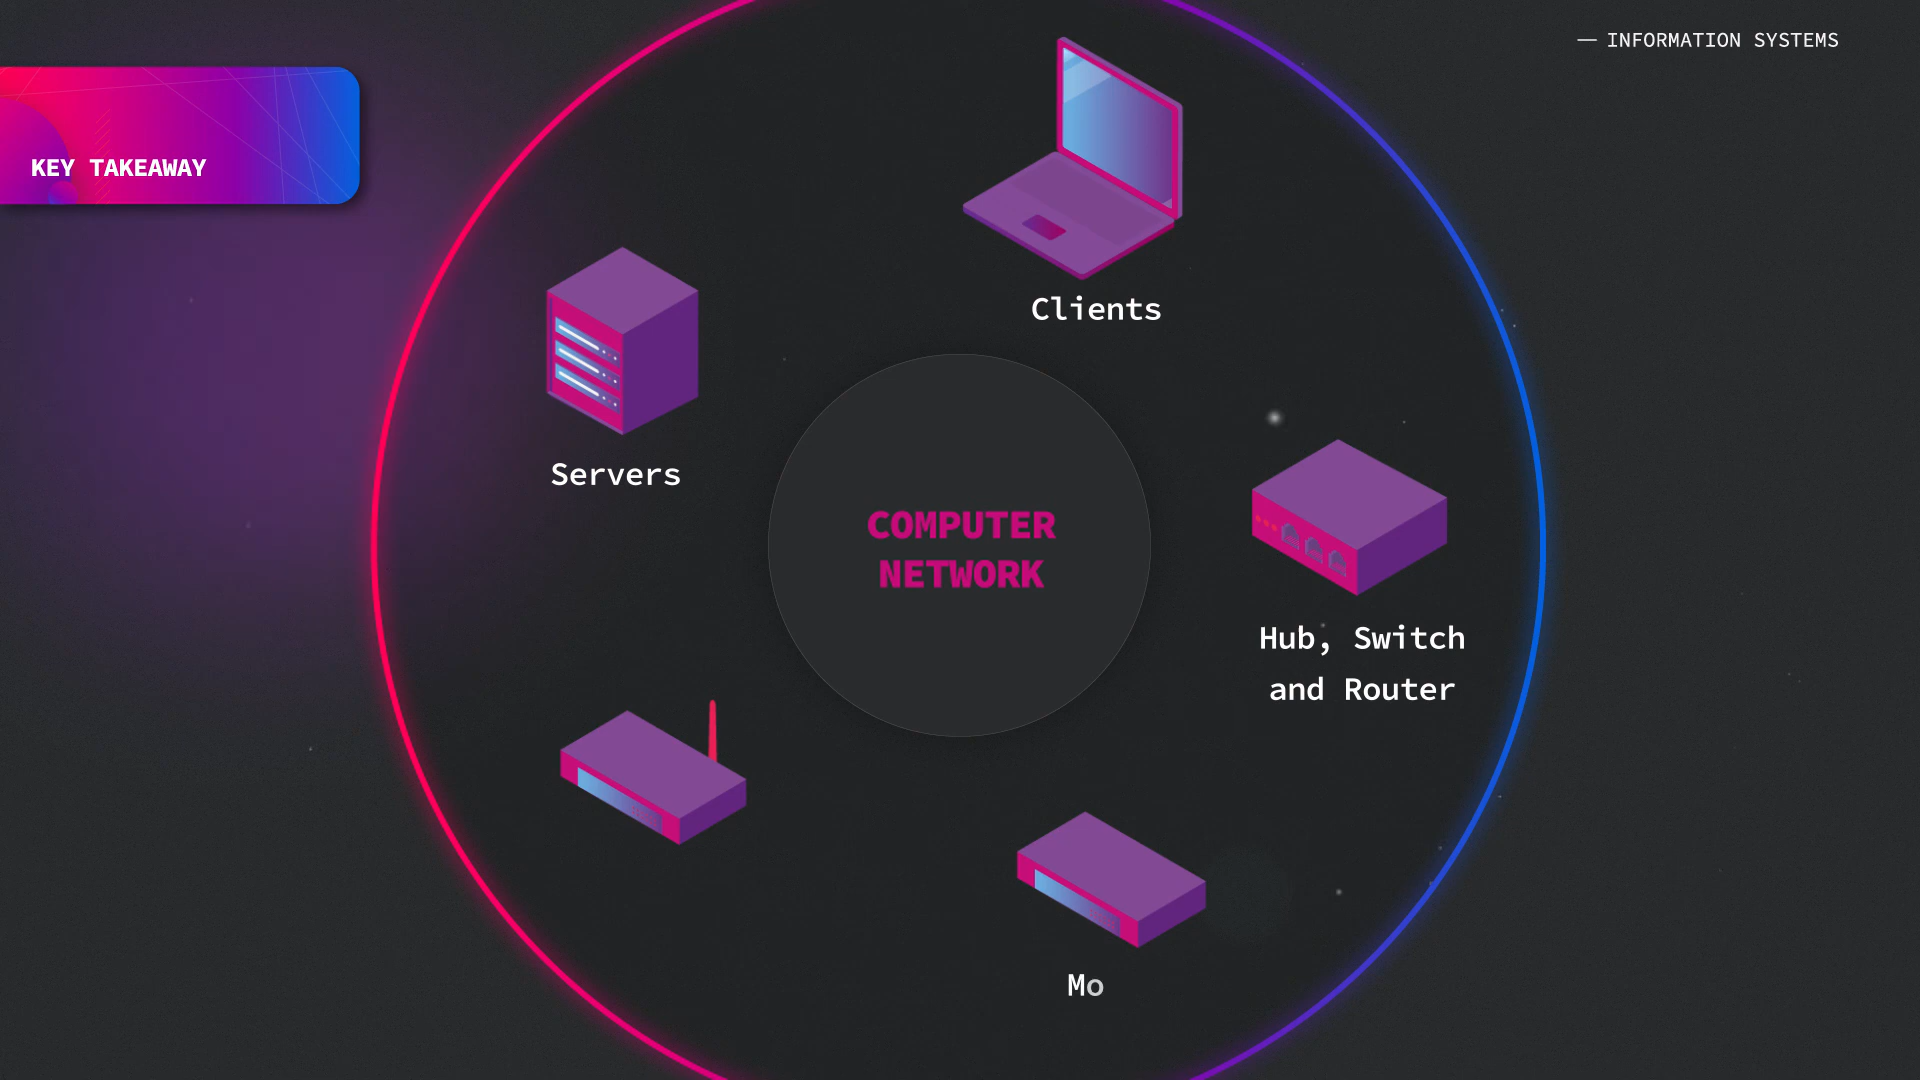 — INFORMATION SYSTEMS
KEY TAKEAWAY
Clients
Servers
COMPUTER
NETWORK
Hub, Switch
and Router
Mo